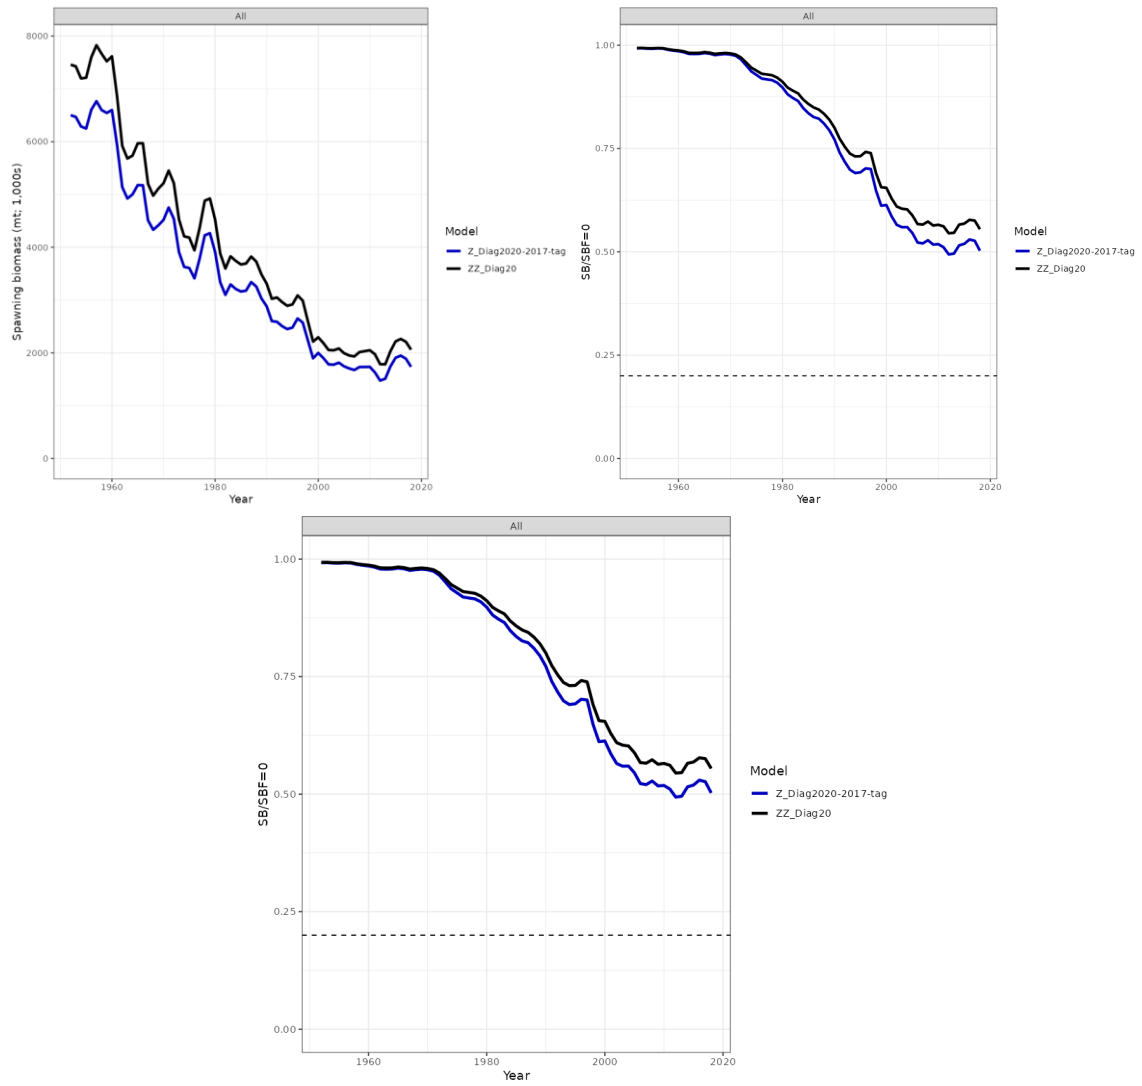 All
8000
6000
4000
2000
0
Spawning biomass (mt; 1,000s)
1960
1980
2000
2020
Year
Model
Z_Diag2020-2017-tag
ZZ_Diag20
All
1.00
0.75
0.50
0.25
0.00
SB/SBF=0
1960
1980
2000
2020
Year
Model
Z_Diag2020-2017-tag
ZZ_Diag20
All
1.00
0.75
0.50
0.25
0.00
SB/SBF=0
1960
1980
2000
2020
Year
Model
Z_Diag2020-2017-tag
ZZ_Diag20